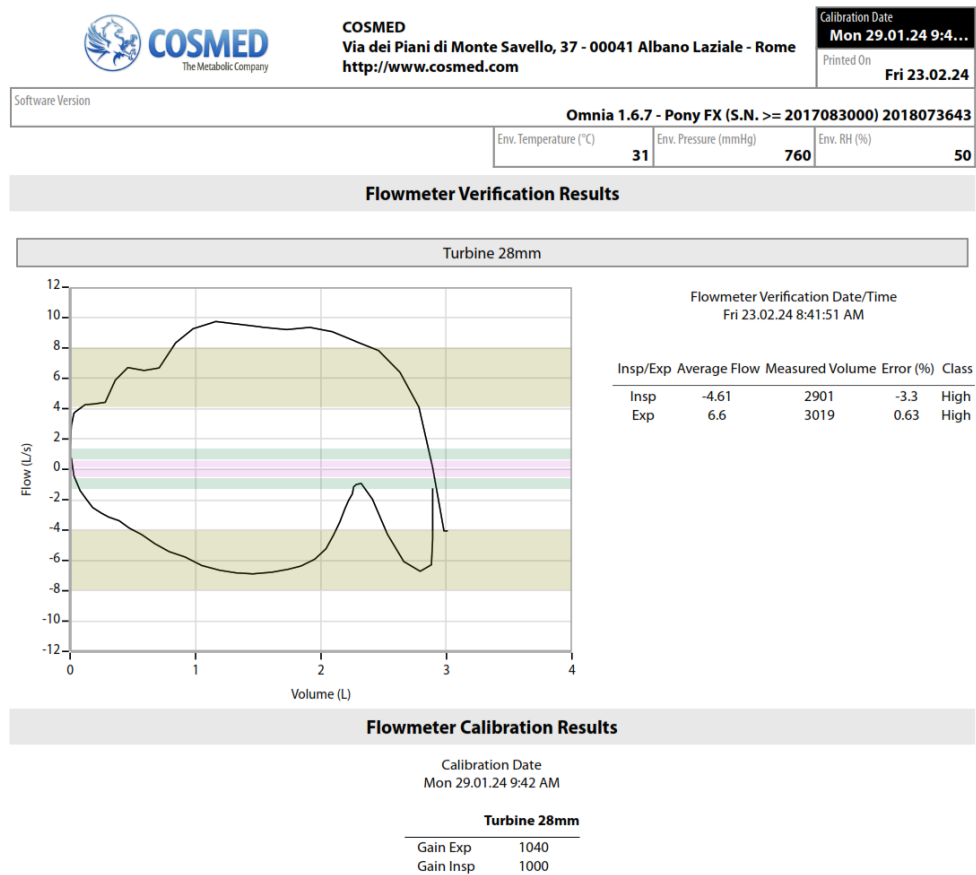 COSMED
The Metabolic Company
COSMED
Via dei Piani di Monte Savello, 37 - 00041 Albano Laziale - Rome
http://www.cosmed.com
Calibration Date
Mon 29.01.24 9:4...
Printed On
Fri 23.02.24
Software Version
Omnia 1.6.7 - Pony FX (S.N. >= 2017083000) 2018073643
Env. Temperature (°C)
31
Env. Pressure (mmHg)
760
Env. RH (%)
50
Flowmeter Verification Results
Turbine 28mm
12
10
8
6
4
2
0
-2
-4
-6
-8
-10
-12
Flow (L/s)
0 1 2 3 4
Volume (L)
Flowmeter Verification Date/Time
Fri 23.02.24 8:41:51 AM
Insp/Exp Average Flow Measured Volume Error (%) Class
Insp -4.61 2901 -3.3 High
Exp 6.6 3019 0.63 High
Flowmeter Calibration Results
Calibration Date
Mon 29.01.24 9:42 AM
Turbine 28mm
Gain Exp 1040
Gain Insp 1000